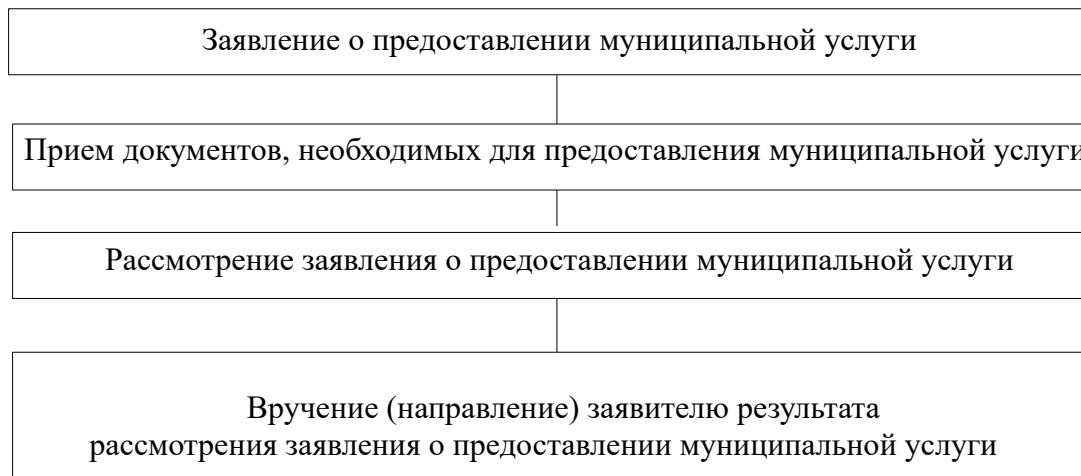 Заявление о предоставлении муниципальной услуги
Прием документов, необходимых для предоставления муниципальной услуги
Рассмотрение заявления о предоставлении муниципальной услуги
Вручение (направление) заявителю результата
рассмотрения заявления о предоставлении муниципальной услуги